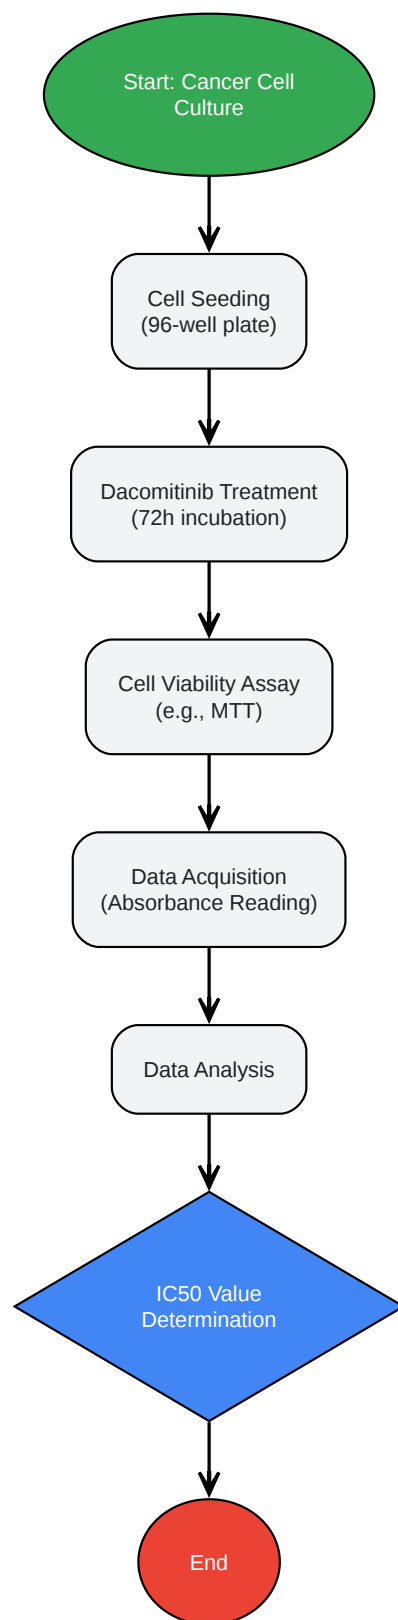 Start: Cancer Cell
Culture
Cell Seeding
(96-well plate)
Dacomitinib Treatment
(72h incubation)
Cell Viability Assay
(e.g., MTT)
Data Acquisition
(Absorbance Reading)
Data Analysis
IC50 Value
Determination
End